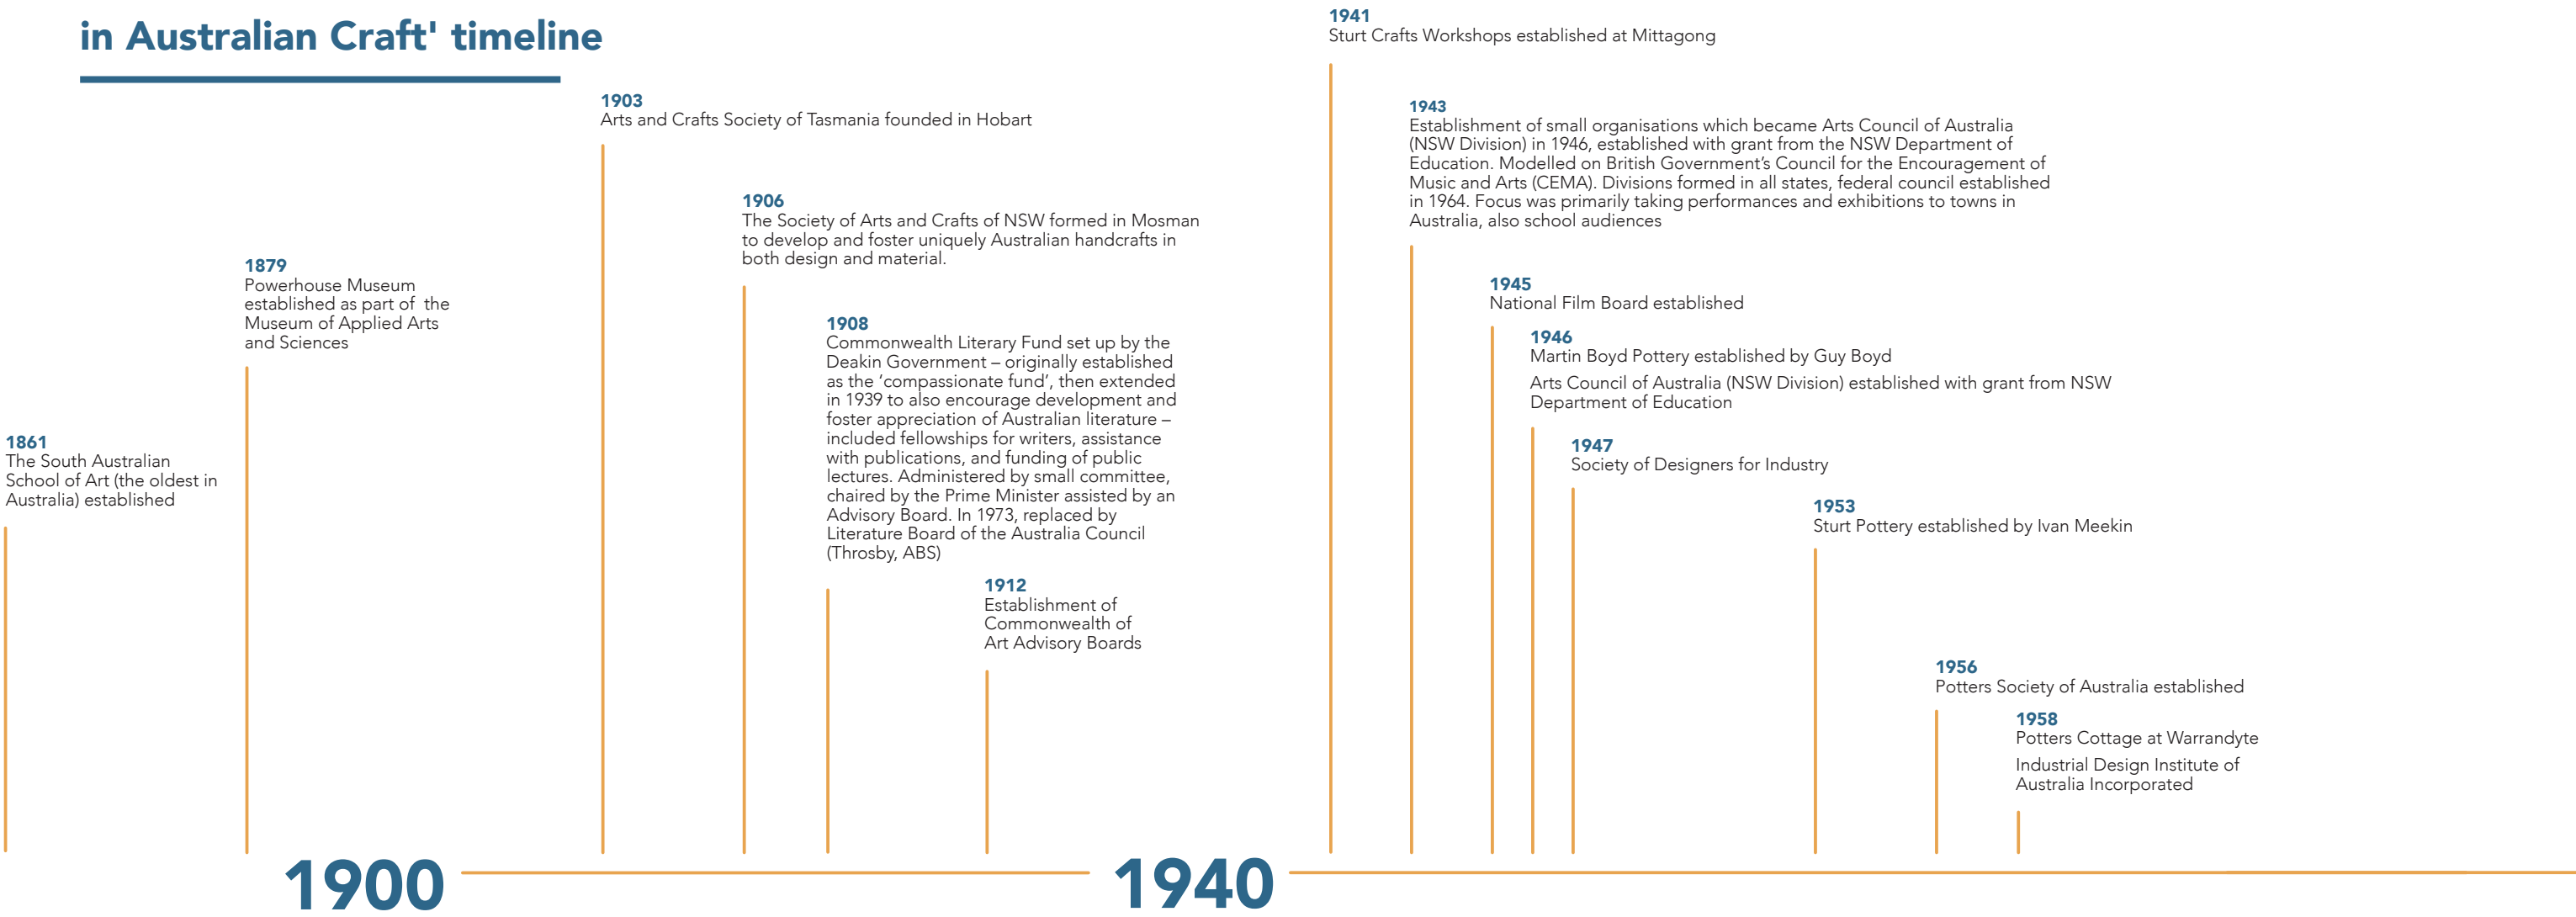 in Australian Craft' timeline
1861
The South Australian
School of Art (the oldest in
Australia) established
1879
Powerhouse Museum
established as part of  the
Museum of Applied Arts
and Sciences
1903
Arts and Crafts Society of Tasmania founded in Hobart
1906
The Society of Arts and Crafts of NSW formed in Mosman
to develop and foster uniquely Australian handcrafts in
both design and material.
1908
Commonwealth Literary Fund set up by the
Deakin Government – originally established
as the ‘compassionate fund’, then extended
in 1939 to also encourage development and
foster appreciation of Australian literature –
included fellowships for writers, assistance
with publications, and funding of public
lectures. Administered by small committee,
chaired by the Prime Minister assisted by an
Advisory Board. In 1973, replaced by
Literature Board of the Australia Council
(Throsby, ABS)
1912
Establishment of
Commonwealth of
Art Advisory Boards
1941
Sturt Crafts Workshops established at Mittagong
1943
Establishment of small organisations which became Arts Council of Australia
(NSW Division) in 1946, established with grant from the NSW Department of
Education. Modelled on British Government’s Council for the Encouragement of
Music and Arts (CEMA). Divisions formed in all states, federal council established
in 1964. Focus was primarily taking performances and exhibitions to towns in
Australia, also school audiences
1945
National Film Board established
1946
Martin Boyd Pottery established by Guy Boyd
Arts Council of Australia (NSW Division) established with grant from NSW
Department of Education
1947
Society of Designers for Industry
1953
Sturt Pottery established by Ivan Meekin
1956
Potters Society of Australia established
1958
Potters Cottage at Warrandyte
Industrial Design Institute of
Australia Incorporated
1900
1940